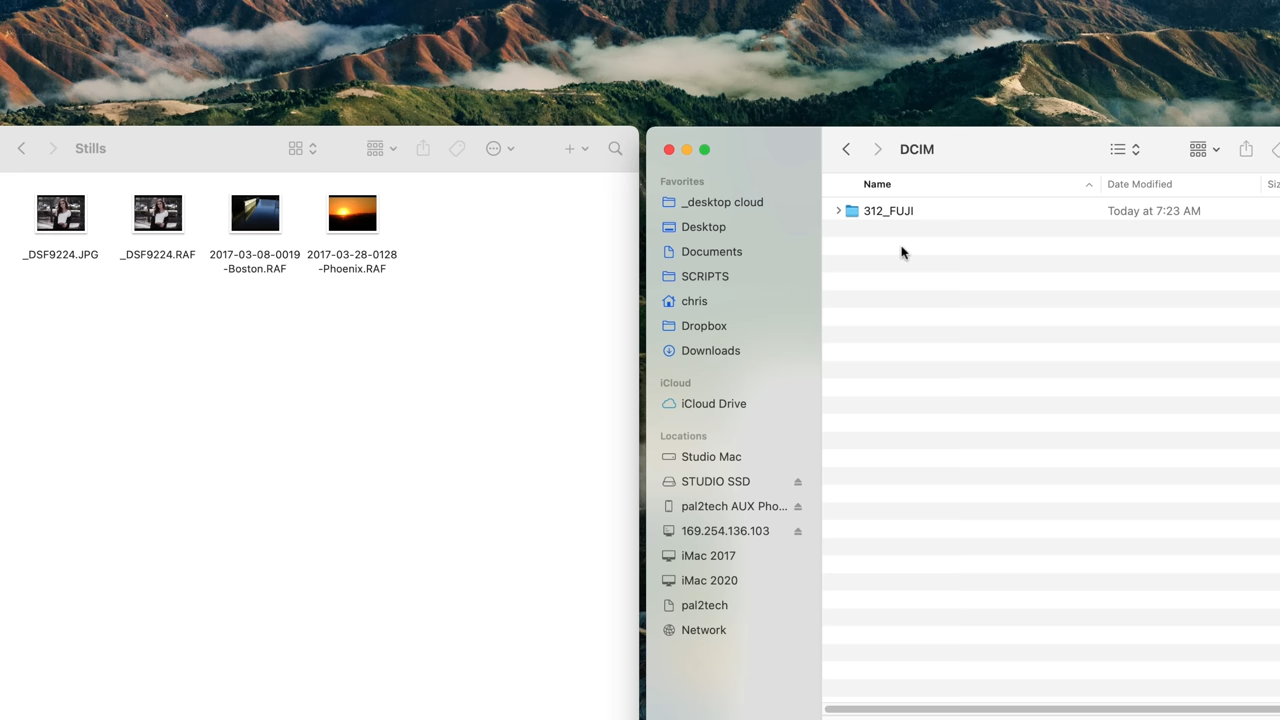 Stills
_DSF9224.JPG
_DSF9224.RAF
2017-03-08-0019
-Boston.RAF
2017-03-28-0128
-Phoenix.RAF
Favorites
_desktop cloud
Desktop
Documents
SCRIPTS
chris
Dropbox
Downloads
iCloud
iCloud Drive
Locations
Studio Mac
STUDIO SSD
pal2tech AUX Pho...
169.254.136.103
iMac 2017
iMac 2020
pal2tech
Network
DCIM
Name
Date Modified
312_FUJI
Today at 7:23 AM